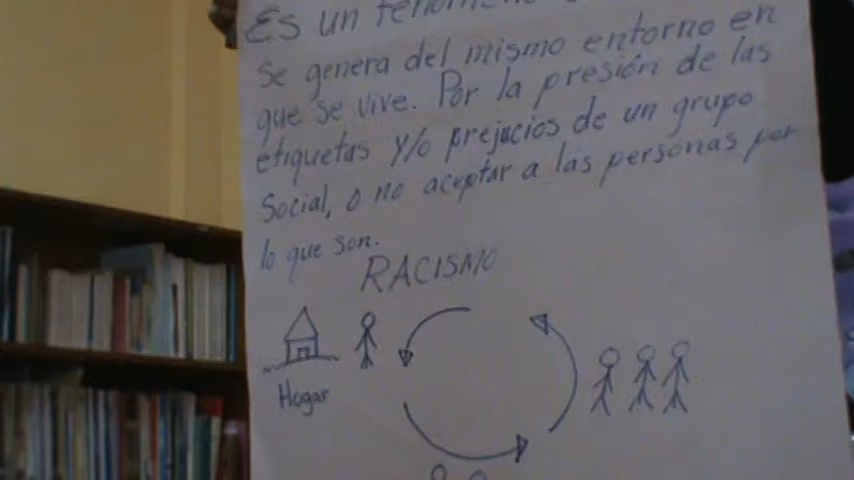 Es un fenomeno
se genera del mismo entorno en
que se vive. Por la presión de las
etiquetas y/o prejucios de un grupo
Social, o no aceptar a las personas por
lo que son.
RACISMO
Hogar